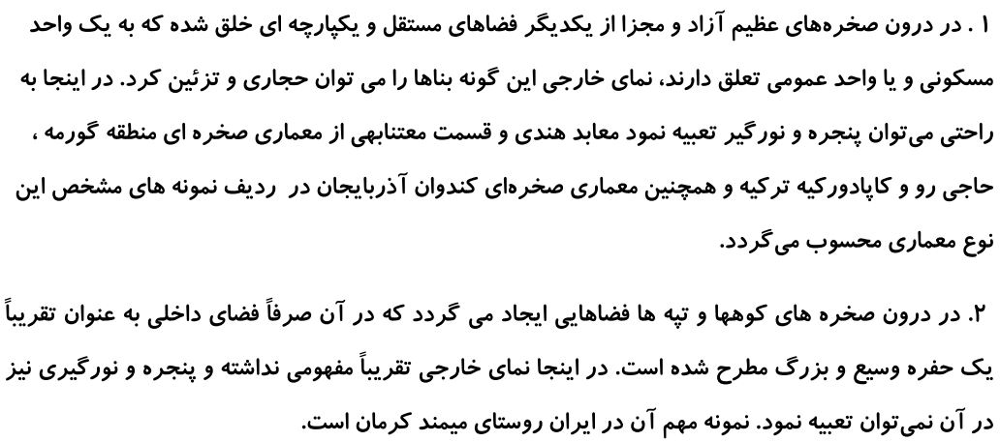 ۱ . در درون صخره‌های عظیم آزاد و مجزا از یکدیگر فضاهای مستقل و یکپارچه ای خلق شده که به یک واحد
مسکونی و یا واحد عمومی تعلق دارند، نمای خارجی این گونه بناها را می توان حجاری و تزئین کرد. در اینجا به
راحتی می‌توان پنجره و نورگیر تعبیه نمود معابد هندی و قسمت معتنابهی از معماری صخره ای منطقه گورمه ،
حاجی رو و کاپادورکیه ترکیه و همچنین معماری صخره‌ای کندوان آذربایجان در ردیف نمونه های مشخص این
نوع معماری محسوب می‌گردد.
۲. در درون صخره های کوهها و تپه ها فضاهایی ایجاد می گردد که در آن صرفاً فضای داخلی به عنوان تقریباً
یک حفره وسیع و بزرگ مطرح شده است. در اینجا نمای خارجی تقریباً مفهومی نداشته و پنجره و نورگیری نیز
در آن نمی‌توان تعبیه نمود. نمونه مهم آن در ایران روستای میمند کرمان است.